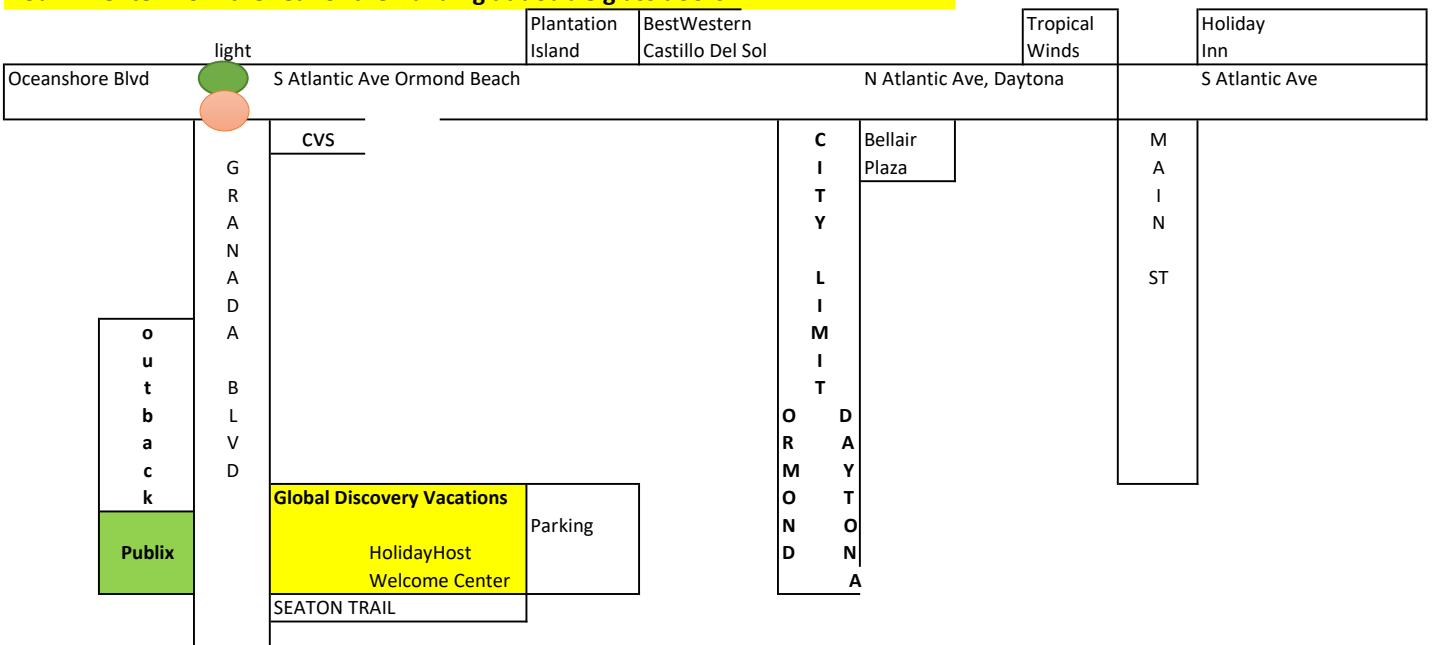 Plantation Island
BestWestern Castillo Del Sol
Tropical Winds
Holiday Inn
light
Oceanshore Blvd
S Atlantic Ave Ormond Beach
N Atlantic Ave, Daytona
S Atlantic Ave
CVS
Bellair Plaza
GRANADA BLVD
CITY LIMIT
MAIN ST
outback
ORMOND
DAYTONA
Global Discovery Vacations
Parking
Publix
HolidayHost
Welcome Center
SEATON TRAIL